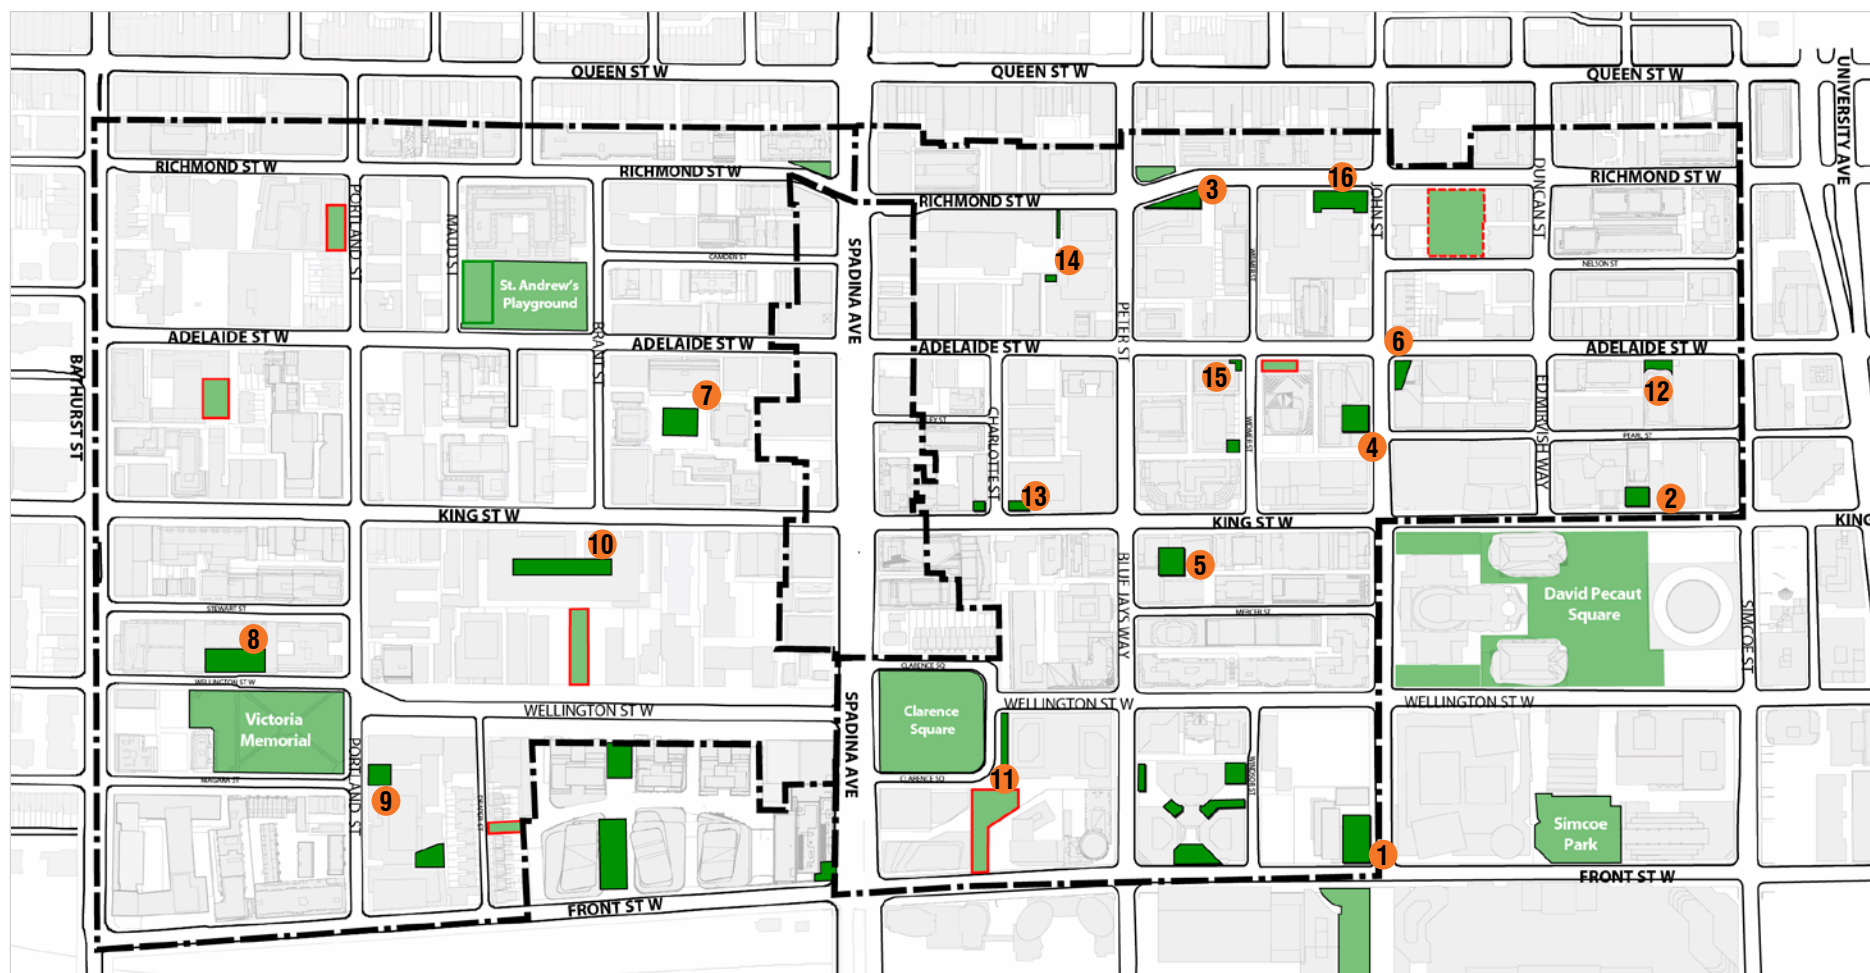 QUEEN ST W
QUEEN ST W
QUEEN ST W
UNIVERSITY AVE
RICHMOND ST W
RICHMOND ST W
RICHMOND ST W
RICHMOND ST W
3
16
JOHN ST
DUNCAN ST
PORTLAND ST
MAUD ST
SPADINA AVE
CAMDEN ST
14
NELSON ST
St. Andrew's
Playground
PETER ST
BRANT ST
ADELAIDE ST W
ADELAIDE ST W
ADELAIDE ST W
ADELAIDE ST W
6
BATHURST ST
7
15
12
CHARLOTTE ST
WIDMER ST
ED MIRVISH WAY
PEARL ST
4
13
2
KING ST W
KING ST W
KING
10
5
BLUE JAYS WAY
STEWART ST
MERCER ST
David Pecaut
Square
SIMCOE ST
8
CLARENCE SQ
WELLINGTON ST W
WELLINGTON ST W
WELLINGTON ST W
WELLINGTON ST W
SPADINA AVE
Victoria
Memorial
Clarence
Square
PORTLAND ST
NIAGARA ST
CLARENCE SQ
11
WINDSOR ST
9
DRAPER ST
Simcoe
Park
1
FRONT ST W
FRONT ST W